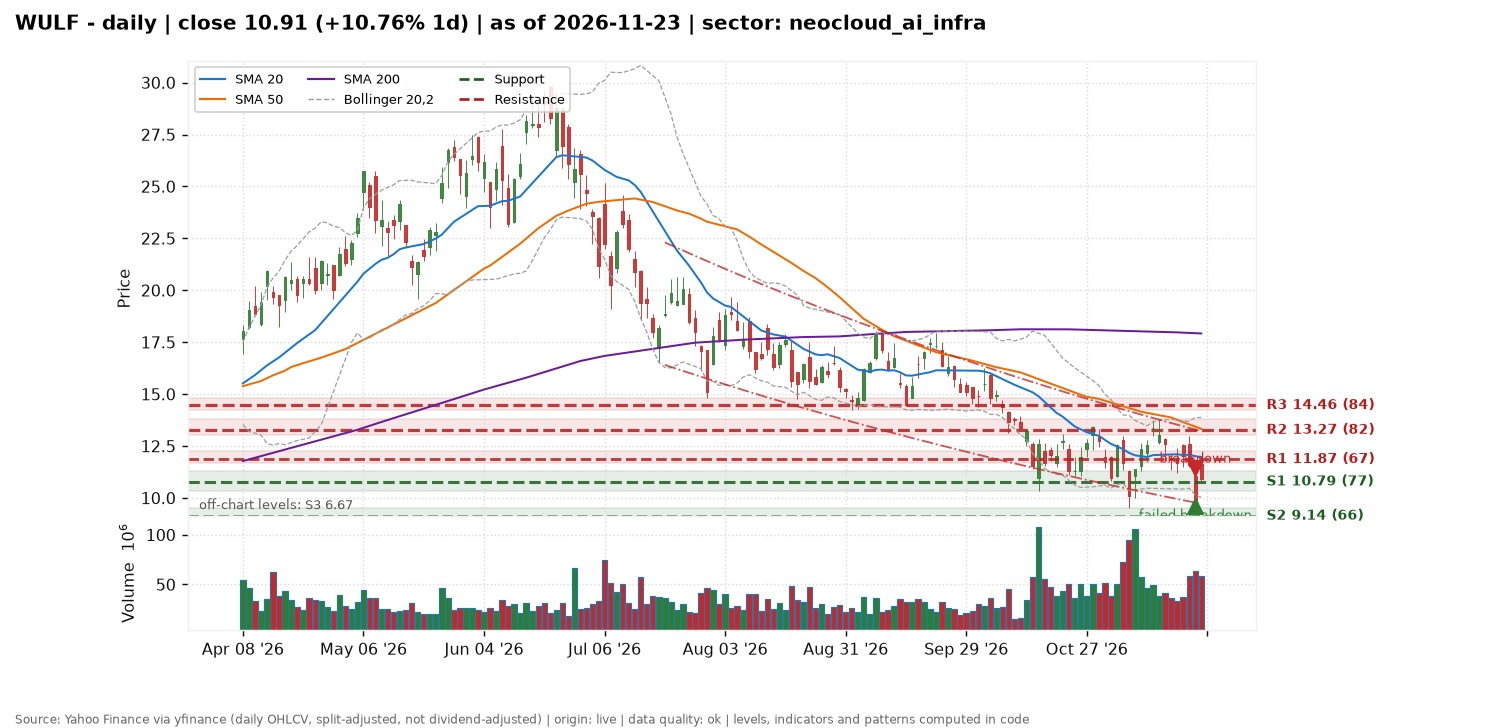 WULF - daily | close 10.91 (+10.76% 1d) | as of 2026-11-23 | sector: neocloud_ai_infra
SMA 20
SMA 50
SMA 200
Bollinger 20,2
Support
Resistance
Price
30.0
27.5
25.0
22.5
20.0
17.5
15.0
12.5
10.0
R3 14.46 (84)
R2 13.27 (82)
R1 11.87 (67)
S1 10.79 (77)
S2 9.14 (66)
off-chart levels: S3 6.67
Volume 10⁶
100
50
Apr 08 '26
May 06 '26
Jun 04 '26
Jul 06 '26
Aug 03 '26
Aug 31 '26
Sep 29 '26
Oct 27 '26
Source: Yahoo Finance via yfinance (daily OHLCV, split-adjusted, not dividend-adjusted) | origin: live | data quality: ok | levels, indicators and patterns computed in code